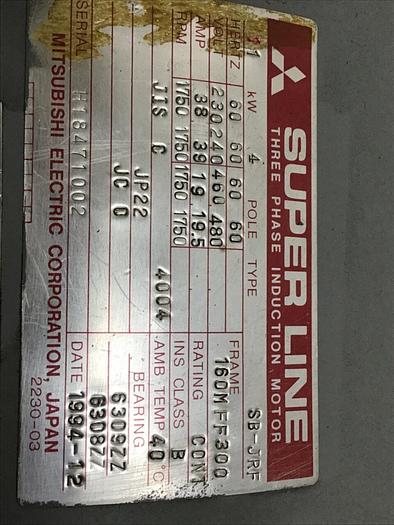 SUPER LINE
THREE PHASE INDUCTION MOTOR
kW 4 POLE TYPE SB-JRF
HERTZ 60 60 60 60 FRAME 160M FF300
VOLT 230 240 460 480
AMP 38 39 19 19.5 RATING CONT
RPM 1750 1750 1750 1750 INS CLASS B
JIS C 4004 AMB TEMP 40 °C
JP22 BEARING 6309ZZ
JC 0 6308ZZ
SERIAL H18471002 DATE 1994-12
MITSUBISHI ELECTRIC CORPORATION, JAPAN
2230-03